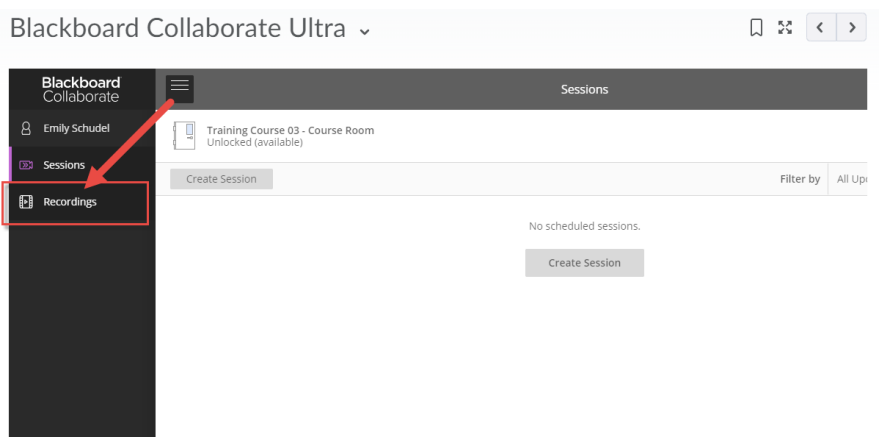 Blackboard Collaborate Ultra
Blackboard
Collaborate
Sessions
Emily Schudel
Training Course 03 - Course Room
Unlocked (available)
Sessions
Create Session
Filter by
All
Recordings
No scheduled sessions.
Create Session